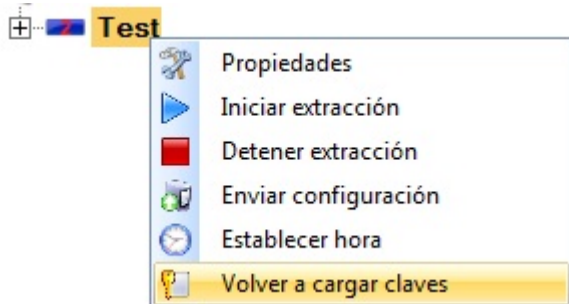 Test
Propiedades
Iniciar extracción
Detener extracción
Enviar configuración
Establecer hora
Volver a cargar claves